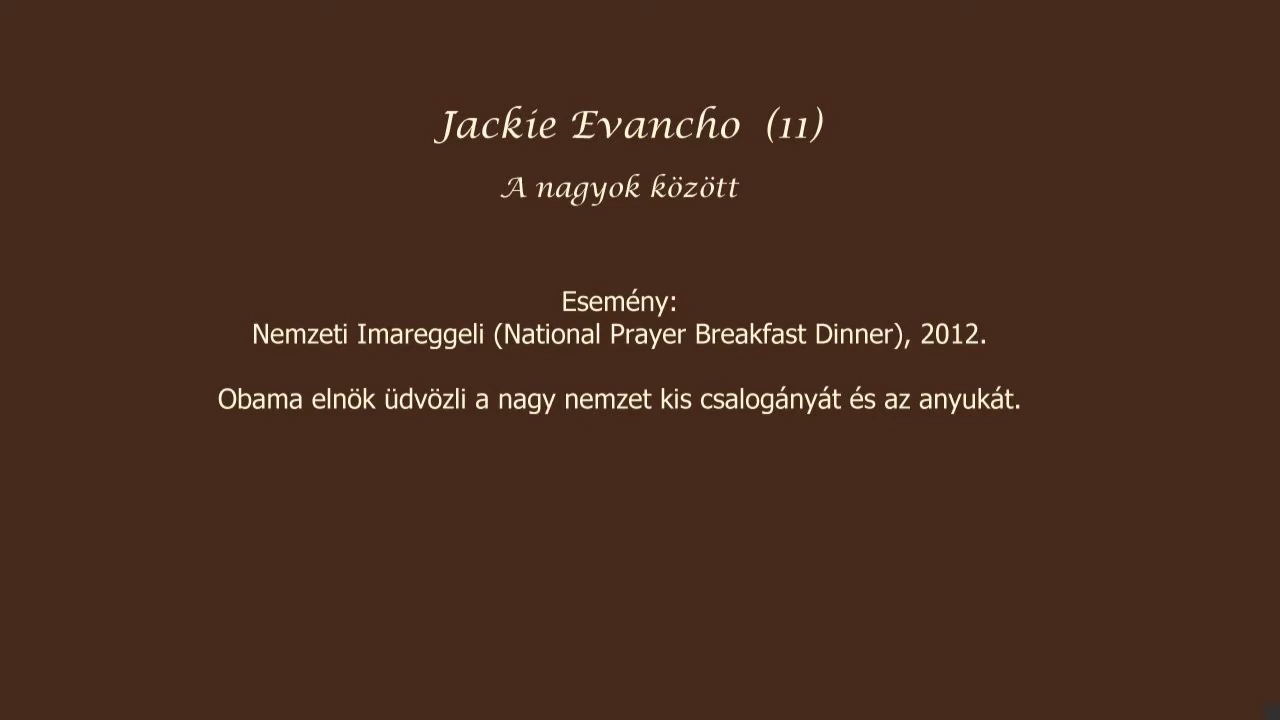 Jackie Evancho (11)
A nagyok között
Esemény:
Nemzeti Imareggeli (National Prayer Breakfast Dinner), 2012.
Obama elnök üdvözli a nagy nemzet kis csalogányát és az anyukát.